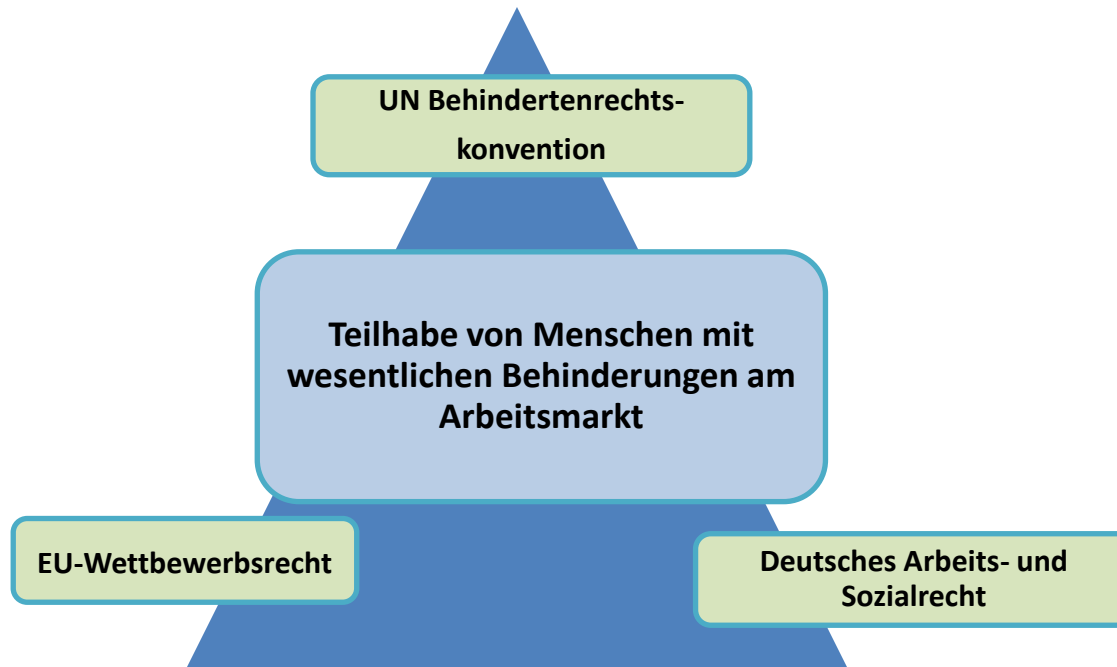 UN Behindertenrechts-
konvention
Teilhabe von Menschen mit
wesentlichen Behinderungen am
Arbeitsmarkt
EU-Wettbewerbsrecht
Deutsches Arbeits- und
Sozialrecht